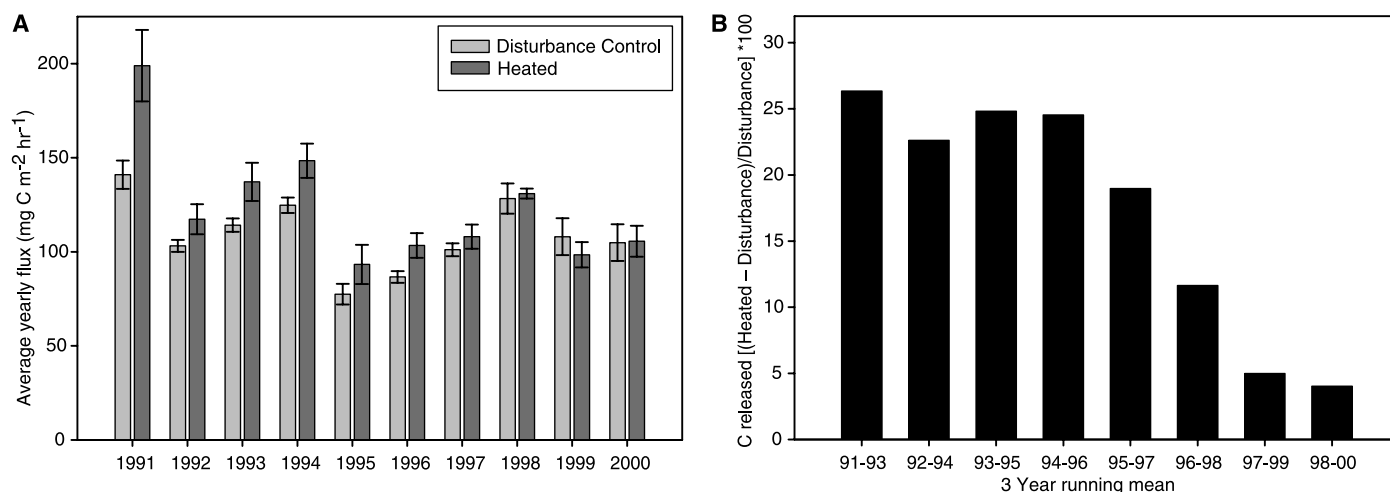 A
Disturbance Control
Heated
Average yearly flux (mg C m⁻² hr⁻¹)
200
150
100
50
0
1991 1992 1993 1994 1995 1996 1997 1998 1999 2000
B
C released [(Heated – Disturbance)/Disturbance] *100
30
25
20
15
10
5
0
91-93 92-94 93-95 94-96 95-97 96-98 97-99 98-00
3 Year running mean